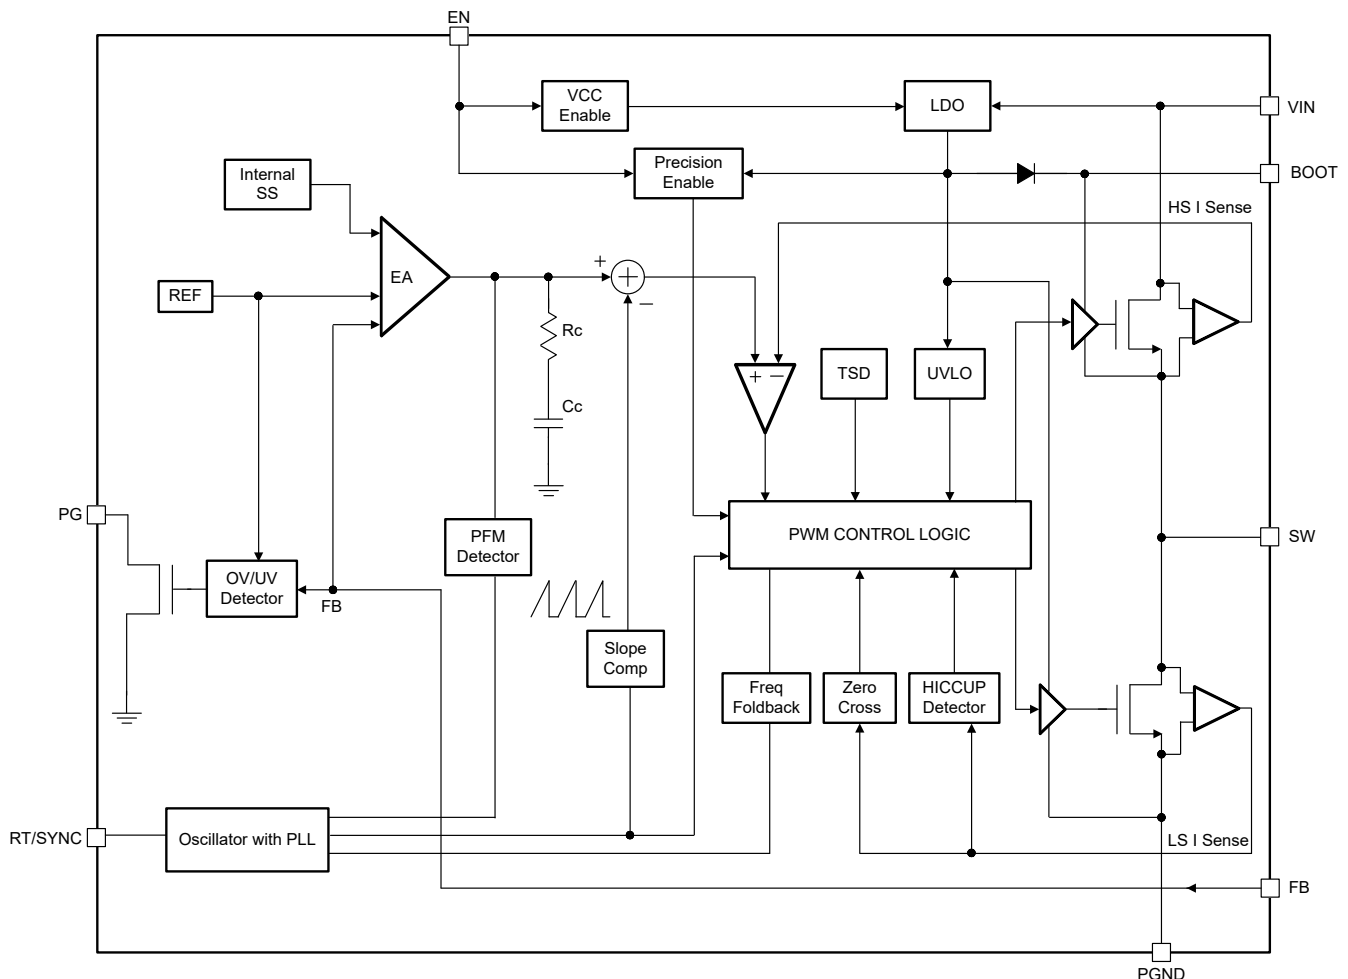 EN
VCC
Enable
LDO
VIN
Precision
Enable
BOOT
Internal
SS
HS I Sense
EA
+
+
−
REF
Rc
Cc
+ −
TSD
UVLO
PG
PFM
Detector
PWM CONTROL LOGIC
SW
OV/UV
Detector
FB
Slope
Comp
Freq
Foldback
Zero
Cross
HICCUP
Detector
RT/SYNC
Oscillator with PLL
LS I Sense
FB
PGND